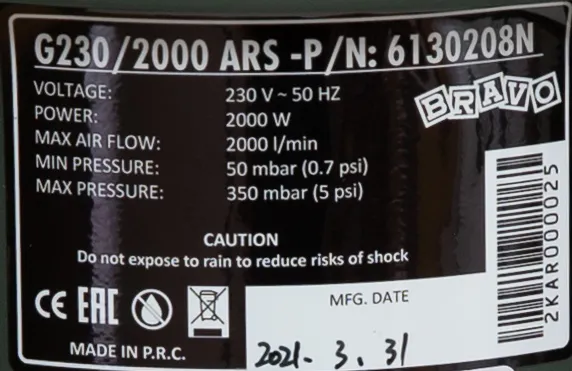 G230/2000 ARS -P/N: 6130208N
VOLTAGE: 230 V ~ 50 HZ
POWER: 2000 W
MAX AIR FLOW: 2000 l/min
MIN PRESSURE: 50 mbar (0.7 psi)
MAX PRESSURE: 350 mbar (5 psi)
BRAVO
2KAR000025
CAUTION
Do not expose to rain to reduce risks of shock
CE EAC
MFG. DATE
MADE IN P.R.C.
2021. 3. 31